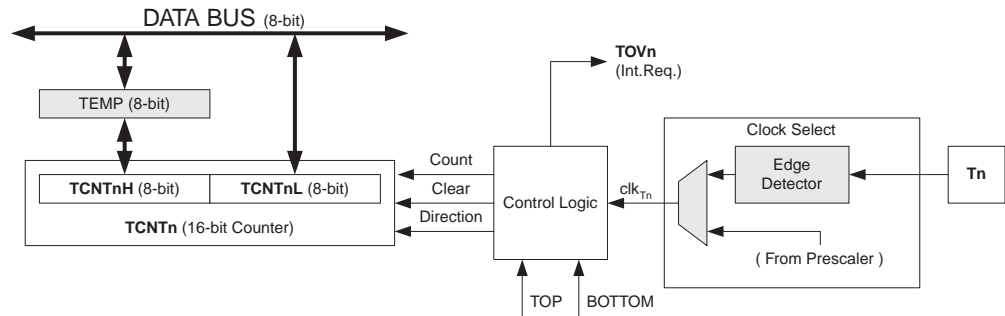 DATA BUS (8-bit)
TOVn
(Int.Req.)
TEMP (8-bit)
Clock Select
Count
Edge
Detector
Tn
TCNTnH (8-bit)
TCNTnL (8-bit)
Clear
Control Logic
clkTn
TCNTn (16-bit Counter)
Direction
( From Prescaler )
TOP
BOTTOM